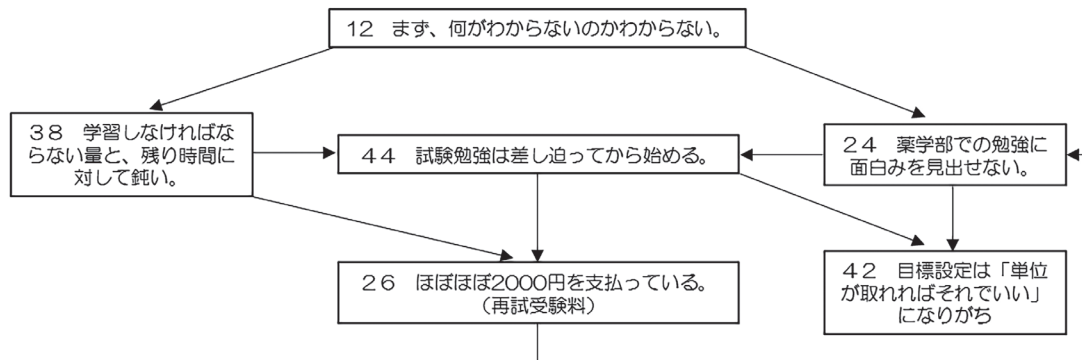 12 まず、何がわからないのかわからない。
38 学習しなければな
らない量と、残り時間に
対して鈍い。
44 試験勉強は差し迫ってから始める。
24 薬学部での勉強に
面白みを見出せない。
26 ほぼほぼ2000円を支払っている。
(再試受験料)
42 目標設定は「単位
が取れればそれでいい」
になりがち